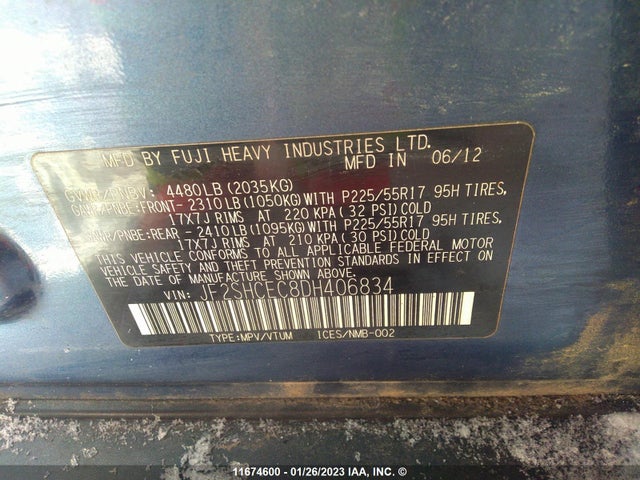 MFD BY FUJI HEAVY INDUSTRIES LTD.
MFD IN 06/12
GVWR/PNBV: 4480LB (2035KG)
GAWR/PNBE:FRONT- 2310LB (1050KG) WITH P225/55R17 95H TIRES,
17X7J RIMS AT 220 KPA (32 PSI) COLD
GAWR/PNBE:REAR - 2410LB (1095KG) WITH P225/55R17 95H TIRES,
17X7J RIMS AT 210 KPA (30 PSI) COLD
THIS VEHICLE CONFORMS TO ALL APPLICABLE FEDERAL MOTOR
VEHICLE SAFETY AND BUMPER STANDARDS IN EFFECT ON
THE DATE OF MANUFACTURE SHOWN ABOVE.
VIN: JF2SHCEC8DH406834
TYPE:MPV/VTUM ICES/NMB-002
11674600 - 01/26/2023 IAA, INC. ©